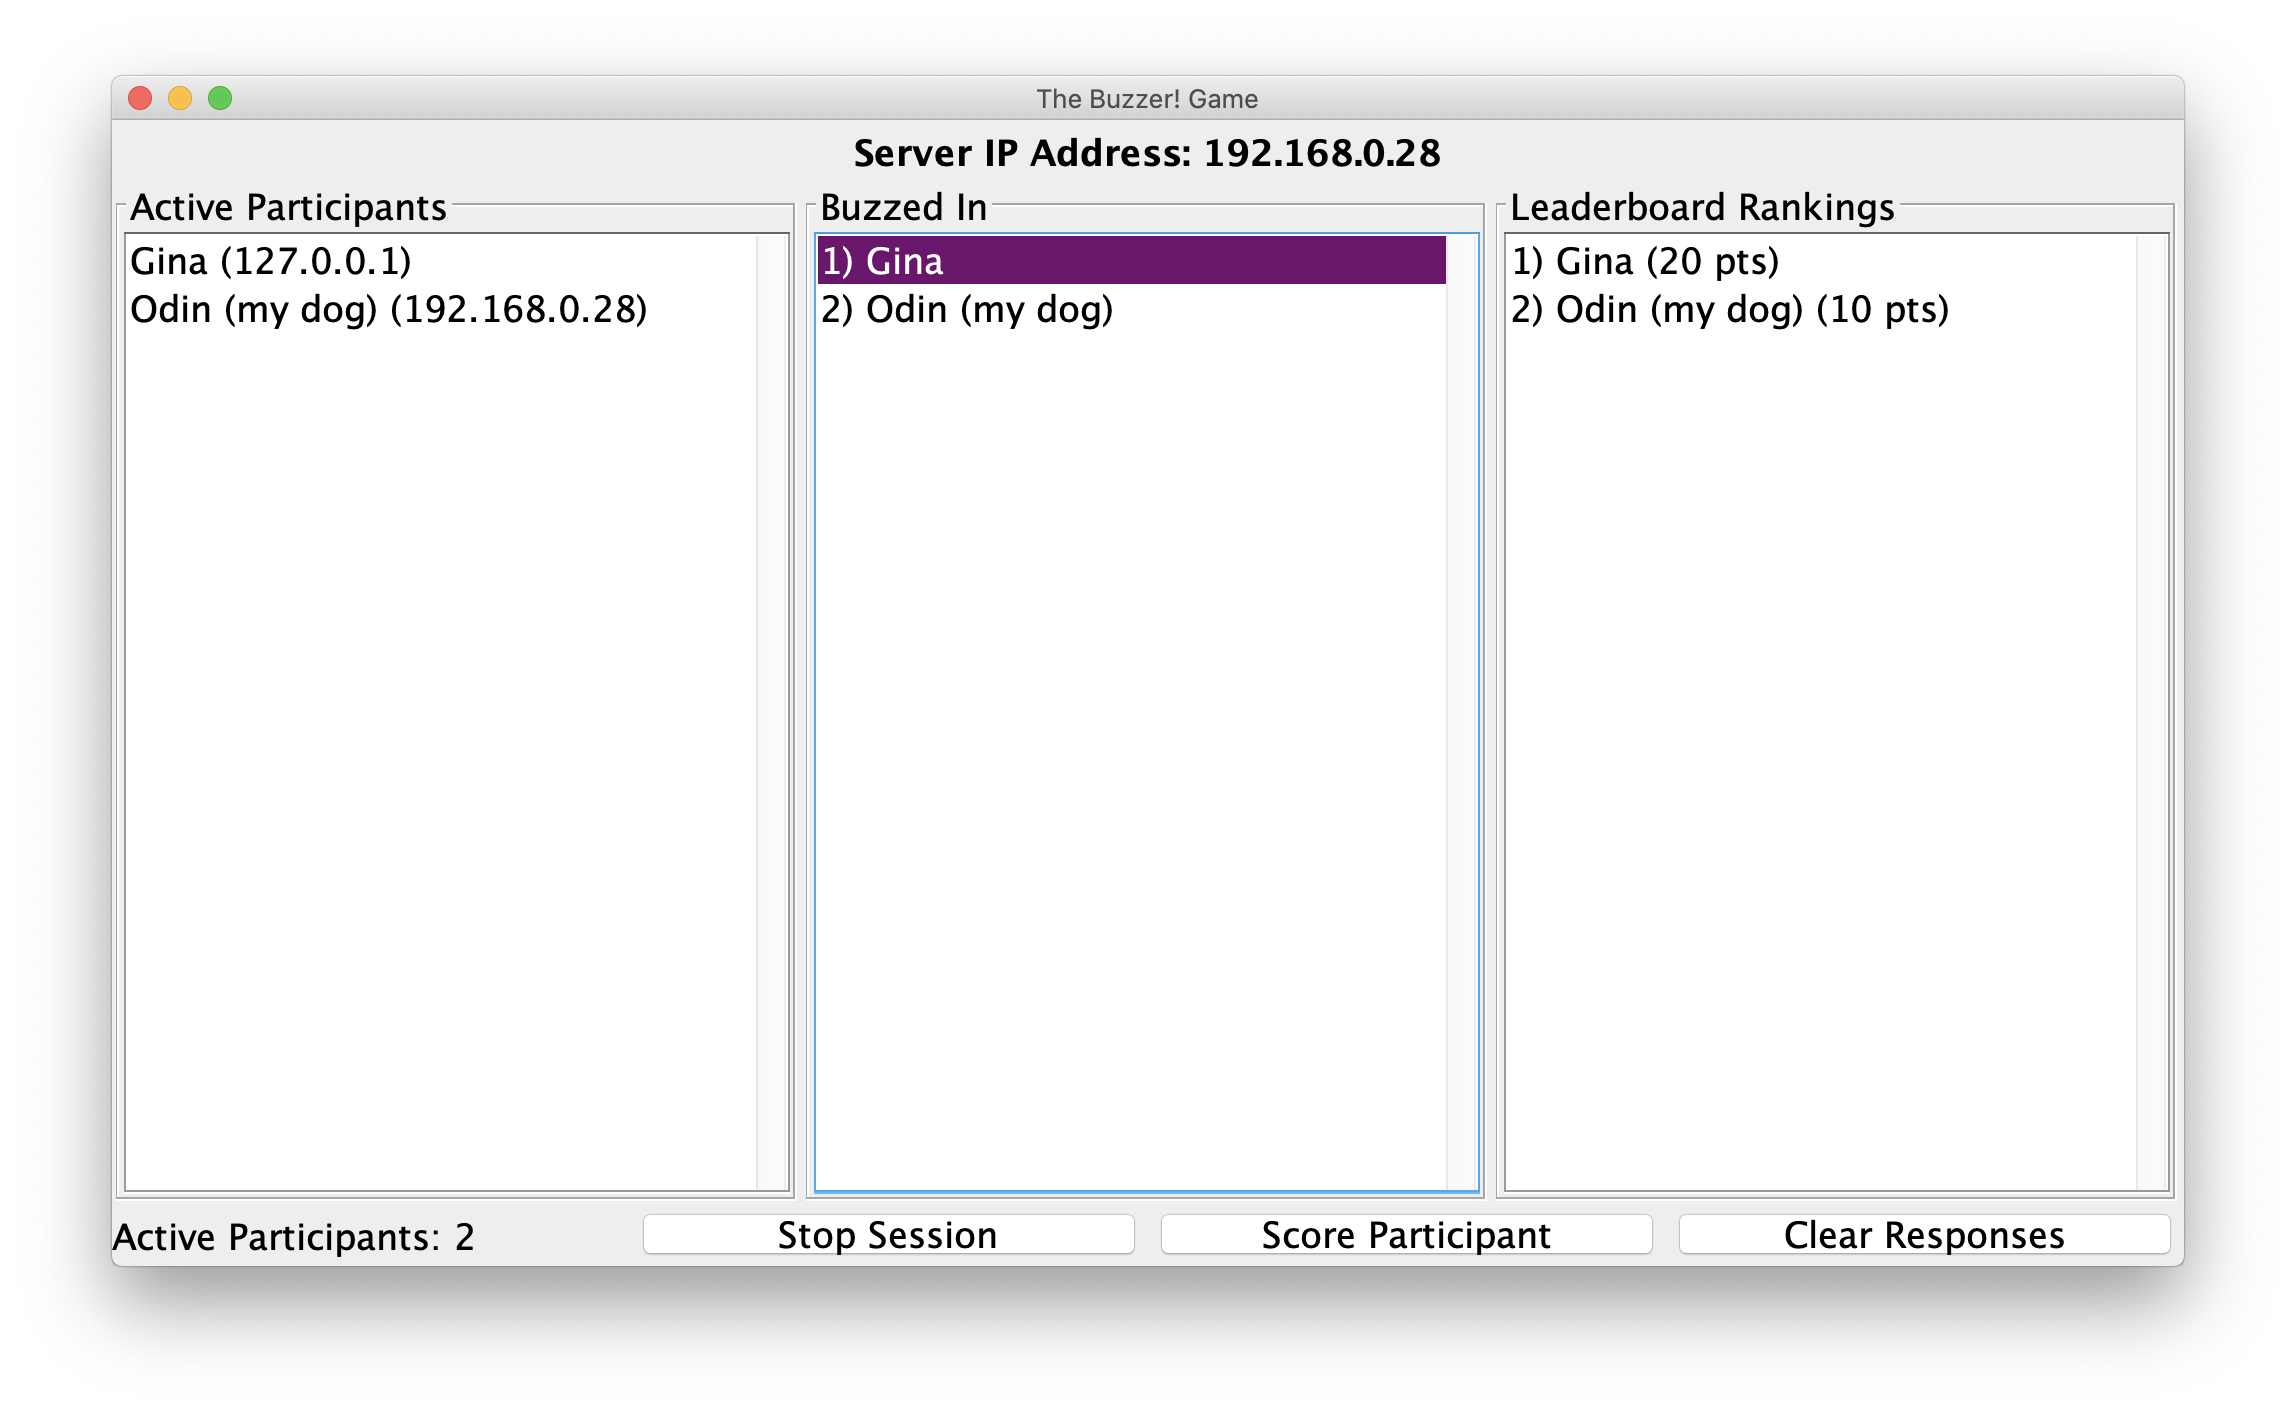 The Buzzer! Game
Server IP Address: 192.168.0.28
Active Participants
Gina (127.0.0.1)
Odin (my dog) (192.168.0.28)
Buzzed In
1) Gina
2) Odin (my dog)
Leaderboard Rankings
1) Gina (20 pts)
2) Odin (my dog) (10 pts)
Active Participants: 2
Stop Session
Score Participant
Clear Responses